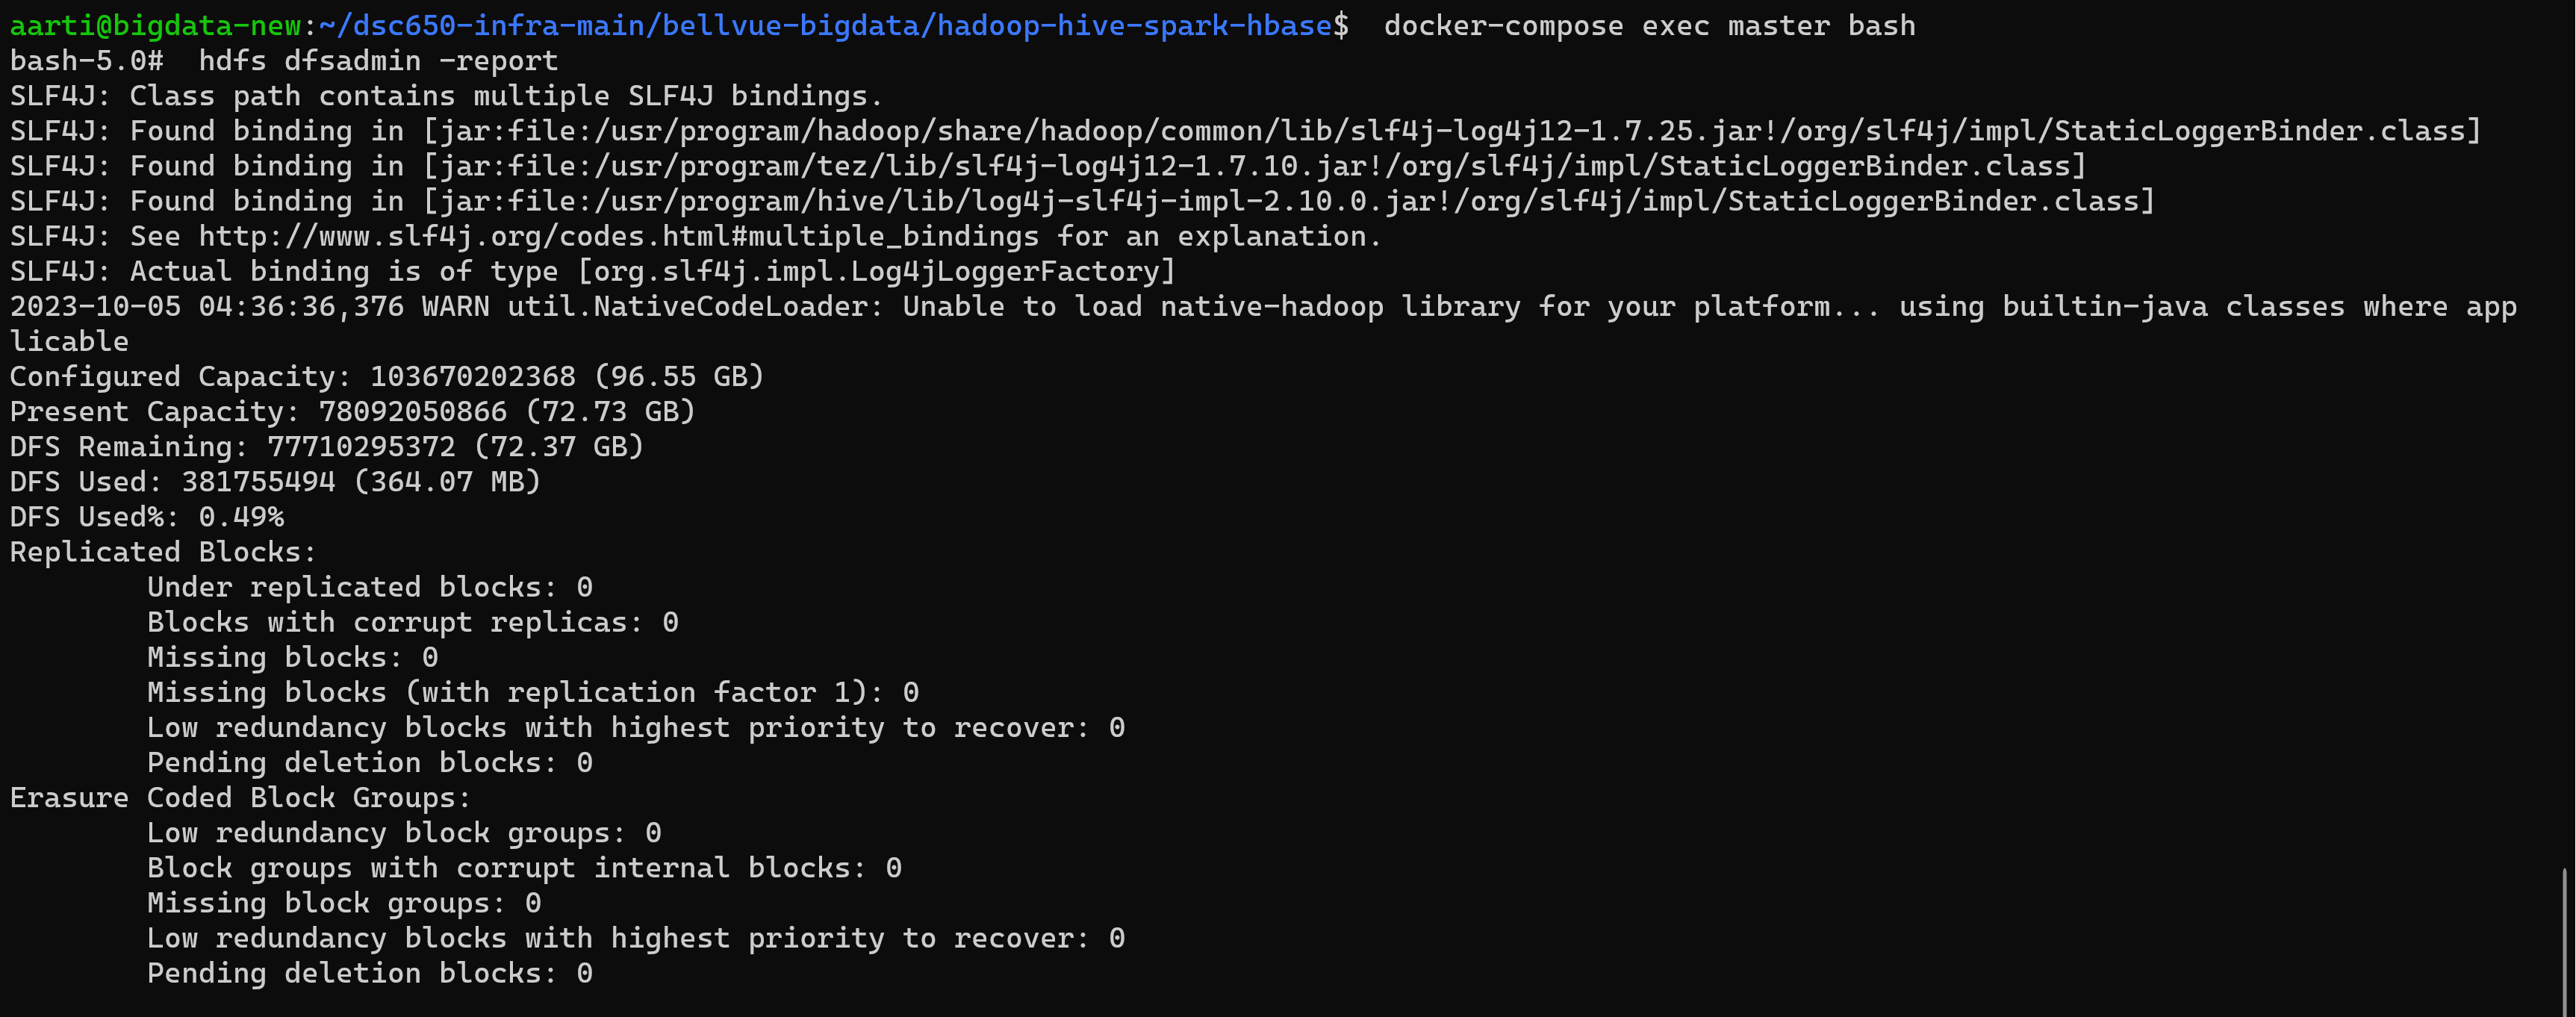 aarti@bigdata-new:~/dsc650-infra-main/bellvue-bigdata/hadoop-hive-spark-hbase$  docker-compose exec master bash
bash-5.0#  hdfs dfsadmin -report
SLF4J: Class path contains multiple SLF4J bindings.
SLF4J: Found binding in [jar:file:/usr/program/hadoop/share/hadoop/common/lib/slf4j-log4j12-1.7.25.jar!/org/slf4j/impl/StaticLoggerBinder.class]
SLF4J: Found binding in [jar:file:/usr/program/tez/lib/slf4j-log4j12-1.7.10.jar!/org/slf4j/impl/StaticLoggerBinder.class]
SLF4J: Found binding in [jar:file:/usr/program/hive/lib/log4j-slf4j-impl-2.10.0.jar!/org/slf4j/impl/StaticLoggerBinder.class]
SLF4J: See http://www.slf4j.org/codes.html#multiple_bindings for an explanation.
SLF4J: Actual binding is of type [org.slf4j.impl.Log4jLoggerFactory]
2023-10-05 04:36:36,376 WARN util.NativeCodeLoader: Unable to load native-hadoop library for your platform... using builtin-java classes where app
licable
Configured Capacity: 103670202368 (96.55 GB)
Present Capacity: 78092050866 (72.73 GB)
DFS Remaining: 77710295372 (72.37 GB)
DFS Used: 381755494 (364.07 MB)
DFS Used%: 0.49%
Replicated Blocks:
        Under replicated blocks: 0
        Blocks with corrupt replicas: 0
        Missing blocks: 0
        Missing blocks (with replication factor 1): 0
        Low redundancy blocks with highest priority to recover: 0
        Pending deletion blocks: 0
Erasure Coded Block Groups:
        Low redundancy block groups: 0
        Block groups with corrupt internal blocks: 0
        Missing block groups: 0
        Low redundancy blocks with highest priority to recover: 0
        Pending deletion blocks: 0